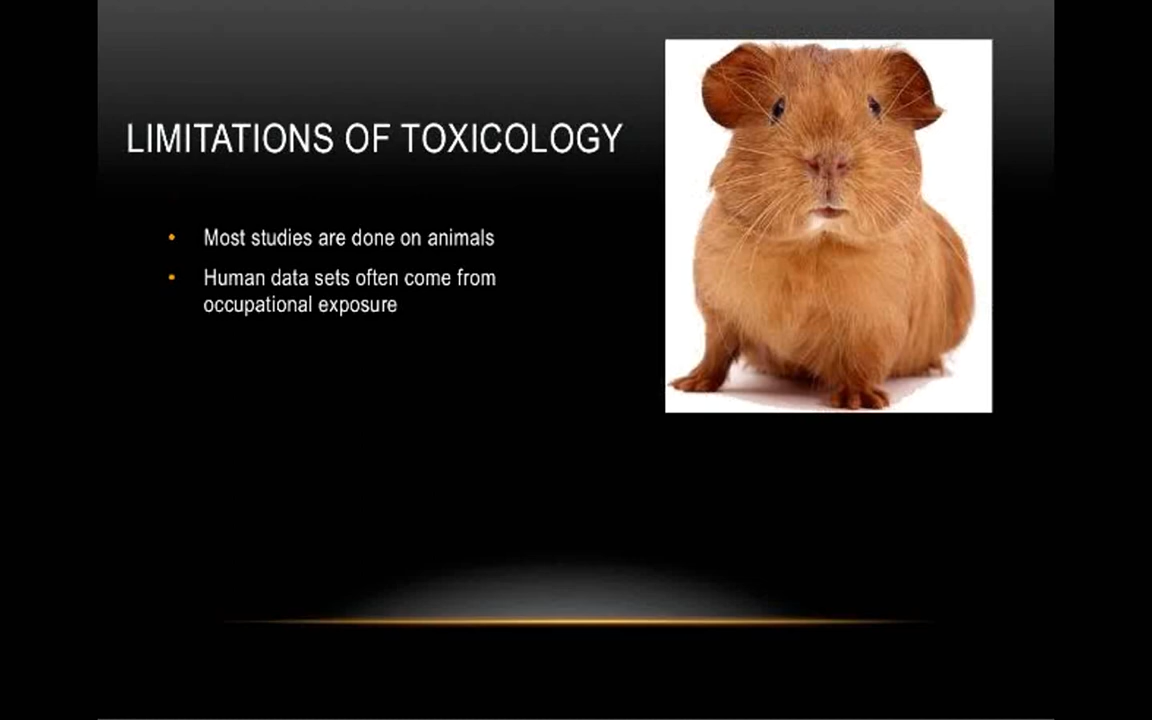 LIMITATIONS OF TOXICOLOGY
• Most studies are done on animals
• Human data sets often come from
occupational exposure